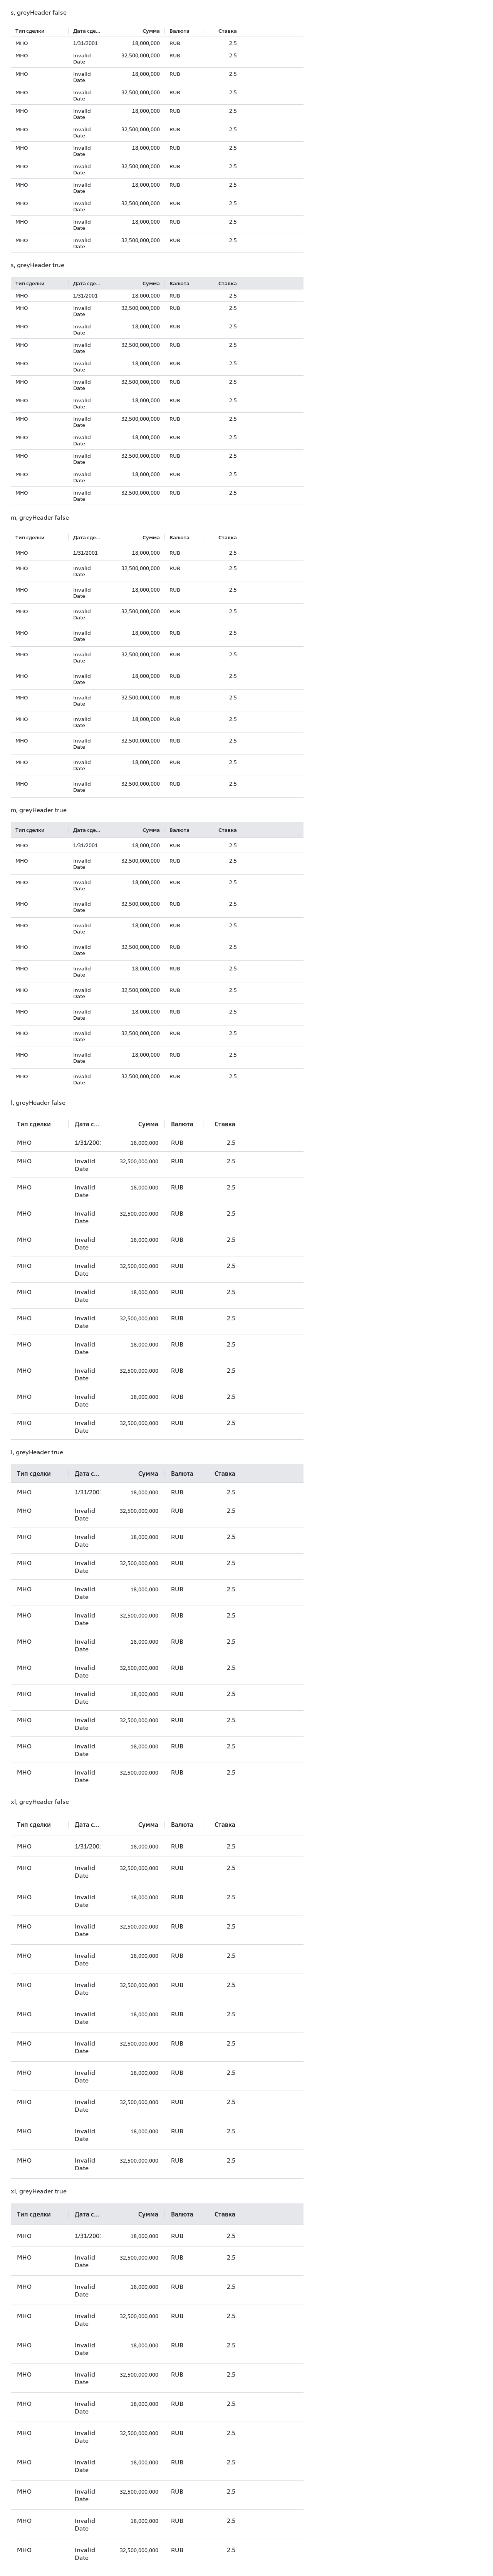 s, greyHeader false
Тип сделки Дата сде... Сумма Валюта Ставка
МНО 1/31/2001 18,000,000 RUB 2.5
МНО Invalid Date 32,500,000,000 RUB 2.5
МНО Invalid Date 18,000,000 RUB 2.5
МНО Invalid Date 32,500,000,000 RUB 2.5
МНО Invalid Date 18,000,000 RUB 2.5
МНО Invalid Date 32,500,000,000 RUB 2.5
МНО Invalid Date 18,000,000 RUB 2.5
МНО Invalid Date 32,500,000,000 RUB 2.5
МНО Invalid Date 18,000,000 RUB 2.5
МНО Invalid Date 32,500,000,000 RUB 2.5
МНО Invalid Date 18,000,000 RUB 2.5
МНО Invalid Date 32,500,000,000 RUB 2.5
s, greyHeader true
Тип сделки Дата сде... Сумма Валюта Ставка
МНО 1/31/2001 18,000,000 RUB 2.5
МНО Invalid Date 32,500,000,000 RUB 2.5
МНО Invalid Date 18,000,000 RUB 2.5
МНО Invalid Date 32,500,000,000 RUB 2.5
МНО Invalid Date 18,000,000 RUB 2.5
МНО Invalid Date 32,500,000,000 RUB 2.5
МНО Invalid Date 18,000,000 RUB 2.5
МНО Invalid Date 32,500,000,000 RUB 2.5
МНО Invalid Date 18,000,000 RUB 2.5
МНО Invalid Date 32,500,000,000 RUB 2.5
МНО Invalid Date 18,000,000 RUB 2.5
МНО Invalid Date 32,500,000,000 RUB 2.5
m, greyHeader false
Тип сделки Дата сде... Сумма Валюта Ставка
МНО 1/31/2001 18,000,000 RUB 2.5
МНО Invalid Date 32,500,000,000 RUB 2.5
МНО Invalid Date 18,000,000 RUB 2.5
МНО Invalid Date 32,500,000,000 RUB 2.5
МНО Invalid Date 18,000,000 RUB 2.5
МНО Invalid Date 32,500,000,000 RUB 2.5
МНО Invalid Date 18,000,000 RUB 2.5
МНО Invalid Date 32,500,000,000 RUB 2.5
МНО Invalid Date 18,000,000 RUB 2.5
МНО Invalid Date 32,500,000,000 RUB 2.5
МНО Invalid Date 18,000,000 RUB 2.5
МНО Invalid Date 32,500,000,000 RUB 2.5
m, greyHeader true
Тип сделки Дата сде... Сумма Валюта Ставка
МНО 1/31/2001 18,000,000 RUB 2.5
МНО Invalid Date 32,500,000,000 RUB 2.5
МНО Invalid Date 18,000,000 RUB 2.5
МНО Invalid Date 32,500,000,000 RUB 2.5
МНО Invalid Date 18,000,000 RUB 2.5
МНО Invalid Date 32,500,000,000 RUB 2.5
МНО Invalid Date 18,000,000 RUB 2.5
МНО Invalid Date 32,500,000,000 RUB 2.5
МНО Invalid Date 18,000,000 RUB 2.5
МНО Invalid Date 32,500,000,000 RUB 2.5
МНО Invalid Date 18,000,000 RUB 2.5
МНО Invalid Date 32,500,000,000 RUB 2.5
l, greyHeader false
Тип сделки Дата с... Сумма Валюта Ставка
МНО 1/31/200 18,000,000 RUB 2.5
МНО Invalid Date 32,500,000,000 RUB 2.5
МНО Invalid Date 18,000,000 RUB 2.5
МНО Invalid Date 32,500,000,000 RUB 2.5
МНО Invalid Date 18,000,000 RUB 2.5
МНО Invalid Date 32,500,000,000 RUB 2.5
МНО Invalid Date 18,000,000 RUB 2.5
МНО Invalid Date 32,500,000,000 RUB 2.5
МНО Invalid Date 18,000,000 RUB 2.5
МНО Invalid Date 32,500,000,000 RUB 2.5
МНО Invalid Date 18,000,000 RUB 2.5
МНО Invalid Date 32,500,000,000 RUB 2.5
l, greyHeader true
Тип сделки Дата с... Сумма Валюта Ставка
МНО 1/31/200 18,000,000 RUB 2.5
МНО Invalid Date 32,500,000,000 RUB 2.5
МНО Invalid Date 18,000,000 RUB 2.5
МНО Invalid Date 32,500,000,000 RUB 2.5
МНО Invalid Date 18,000,000 RUB 2.5
МНО Invalid Date 32,500,000,000 RUB 2.5
МНО Invalid Date 18,000,000 RUB 2.5
МНО Invalid Date 32,500,000,000 RUB 2.5
МНО Invalid Date 18,000,000 RUB 2.5
МНО Invalid Date 32,500,000,000 RUB 2.5
МНО Invalid Date 18,000,000 RUB 2.5
МНО Invalid Date 32,500,000,000 RUB 2.5
xl, greyHeader false
Тип сделки Дата с... Сумма Валюта Ставка
МНО 1/31/200 18,000,000 RUB 2.5
МНО Invalid Date 32,500,000,000 RUB 2.5
МНО Invalid Date 18,000,000 RUB 2.5
МНО Invalid Date 32,500,000,000 RUB 2.5
МНО Invalid Date 18,000,000 RUB 2.5
МНО Invalid Date 32,500,000,000 RUB 2.5
МНО Invalid Date 18,000,000 RUB 2.5
МНО Invalid Date 32,500,000,000 RUB 2.5
МНО Invalid Date 18,000,000 RUB 2.5
МНО Invalid Date 32,500,000,000 RUB 2.5
МНО Invalid Date 18,000,000 RUB 2.5
МНО Invalid Date 32,500,000,000 RUB 2.5
xl, greyHeader true
Тип сделки Дата с... Сумма Валюта Ставка
МНО 1/31/200 18,000,000 RUB 2.5
МНО Invalid Date 32,500,000,000 RUB 2.5
МНО Invalid Date 18,000,000 RUB 2.5
МНО Invalid Date 32,500,000,000 RUB 2.5
МНО Invalid Date 18,000,000 RUB 2.5
МНО Invalid Date 32,500,000,000 RUB 2.5
МНО Invalid Date 18,000,000 RUB 2.5
МНО Invalid Date 32,500,000,000 RUB 2.5
МНО Invalid Date 18,000,000 RUB 2.5
МНО Invalid Date 32,500,000,000 RUB 2.5
МНО Invalid Date 18,000,000 RUB 2.5
МНО Invalid Date 32,500,000,000 RUB 2.5